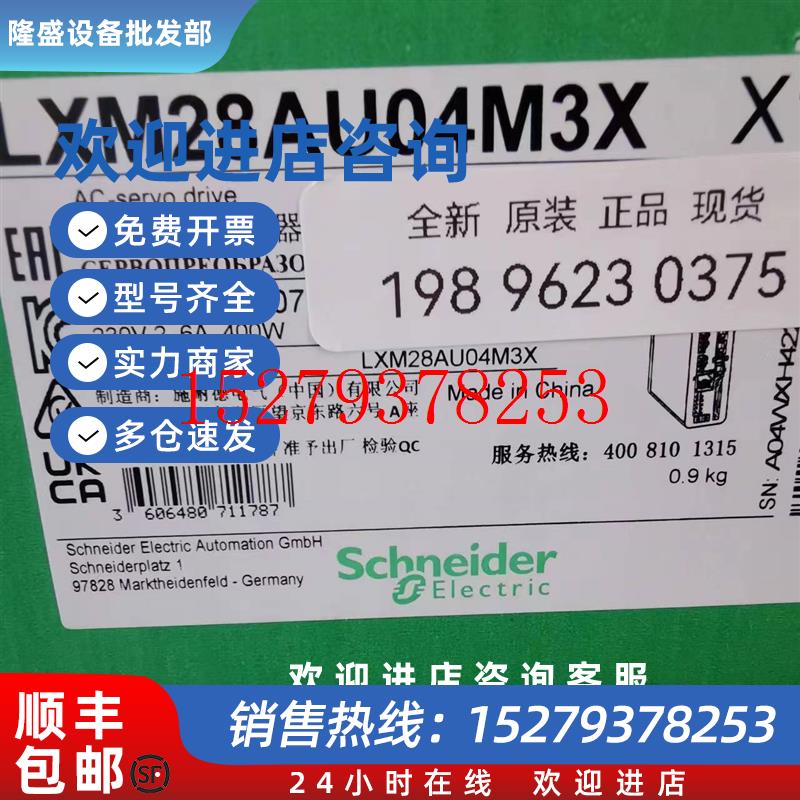 隆盛设备批发部
LXM28AU04M3X X
欢迎进店咨询
AC-servo drive
全新 原装 正品 现货
198 9623 0375
免费开票
型号齐全
实力商家
多仓速发
器
EAC
СЕРВОПРЕОБРАЗО
07
LXM28AU04M3X
制造商:施耐德电气(中国)有限公司
Made in China
望京东路六号 A座
15279378253
准予出厂 检验QC
服务热线:400 810 1315
0.9 kg
SN: A04WXH42
UK
CA
3 606480 711787
Schneider Electric Automation GmbH
Schneiderplatz 1
97828 Marktheidenfeld - Germany
Schneider
Electric
欢迎进店咨询客服
顺丰
包邮
SF
销售热线:15279378253
24小时在线 欢迎进店